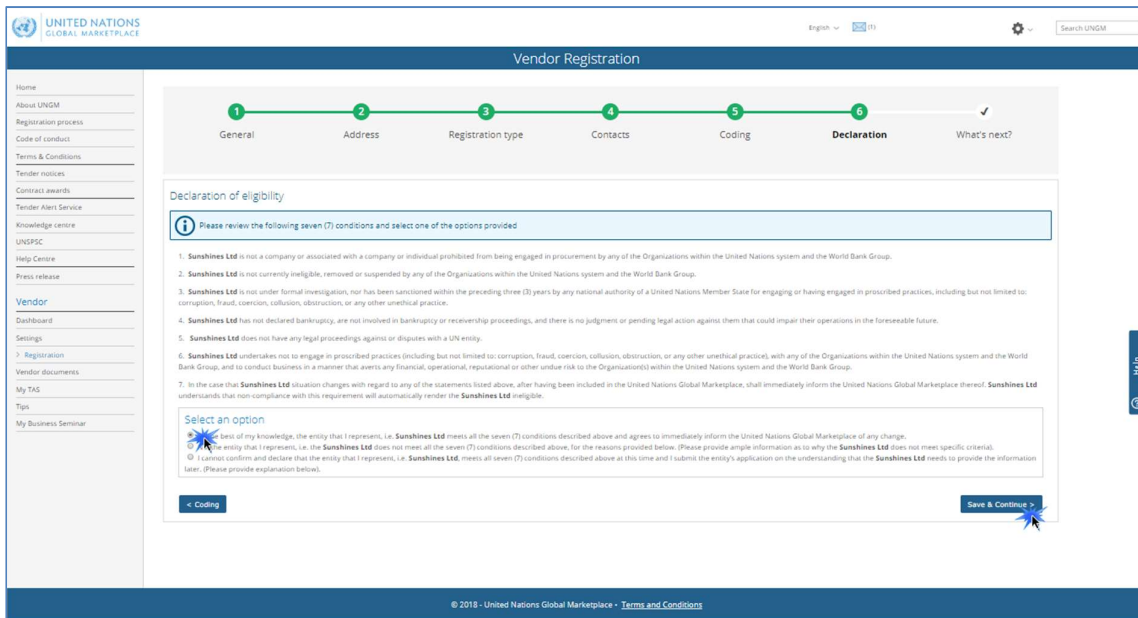 UNITED NATIONS
GLOBAL MARKETPLACE
English
(1)
Search UNGM
Vendor Registration
Home
About UNGM
Registration process
Code of conduct
Terms & Conditions
Tender notices
Contract awards
Tender Alert Service
Knowledge centre
UNSPSC
Help Centre
Press release
Vendor
Dashboard
Settings
> Registration
Vendor documents
My TAS
Tips
My Business Seminar
1 2 3 4 5 6
General Address Registration type Contacts Coding Declaration What's next?
Declaration of eligibility
Please review the following seven (7) conditions and select one of the options provided
1. Sunshines Ltd is not a company or associated with a company or individual prohibited from being engaged in procurement by any of the Organizations within the United Nations system and the World Bank Group.
2. Sunshines Ltd is not currently ineligible, removed or suspended by any of the Organizations within the United Nations system and the World Bank Group.
3. Sunshines Ltd is not under formal investigation, nor has been sanctioned within the preceding three (3) years by any national authority of a United Nations Member State for engaging or having engaged in proscribed practices, including but not limited to:
corruption, fraud, coercion, collusion, obstruction, or any other unethical practice.
4. Sunshines Ltd has not declared bankruptcy, are not involved in bankruptcy or receivership proceedings, and there is no judgment or pending legal action against them that could impair their operations in the foreseeable future.
5. Sunshines Ltd does not have any legal proceedings against or disputes with a UN entity.
6. Sunshines Ltd undertakes not to engage in proscribed practices (including but not limited to: corruption, fraud, coercion, collusion, obstruction, or any other unethical practice), with any of the Organizations within the United Nations system and the World
Bank Group, and to conduct business in a manner that averts any financial, operational, reputational or other undue risk to the Organization(s) within the United Nations system and the World Bank Group.
7. In the case that Sunshines Ltd situation changes with regard to any of the statements listed above, after having been included in the United Nations Global Marketplace, shall immediately inform the United Nations Global Marketplace thereof. Sunshines Ltd
understands that non compliance with this requirement will automatically render the Sunshines Ltd ineligible.
Select an option
best of my knowledge, the entity that I represent, i.e. Sunshines Ltd meets all the seven (7) conditions described above and agrees to immediately inform the United Nations Global Marketplace of any change.
the entity that I represent, i.e. the Sunshines Ltd does not meet all the seven (7) conditions described above, for the reasons provided below. (Please provide ample information as to why the Sunshines Ltd does not meet specific criteria).
I cannot confirm and declare that the entity that I represent, i.e. Sunshines Ltd, meets all seven (7) conditions described above at this time and I submit the entity's application on the understanding that the Sunshines Ltd needs to provide the information
later. (Please provide explanation below).
< Coding
Save & Continue >
Help
© 2018 - United Nations Global Marketplace • Terms and Conditions